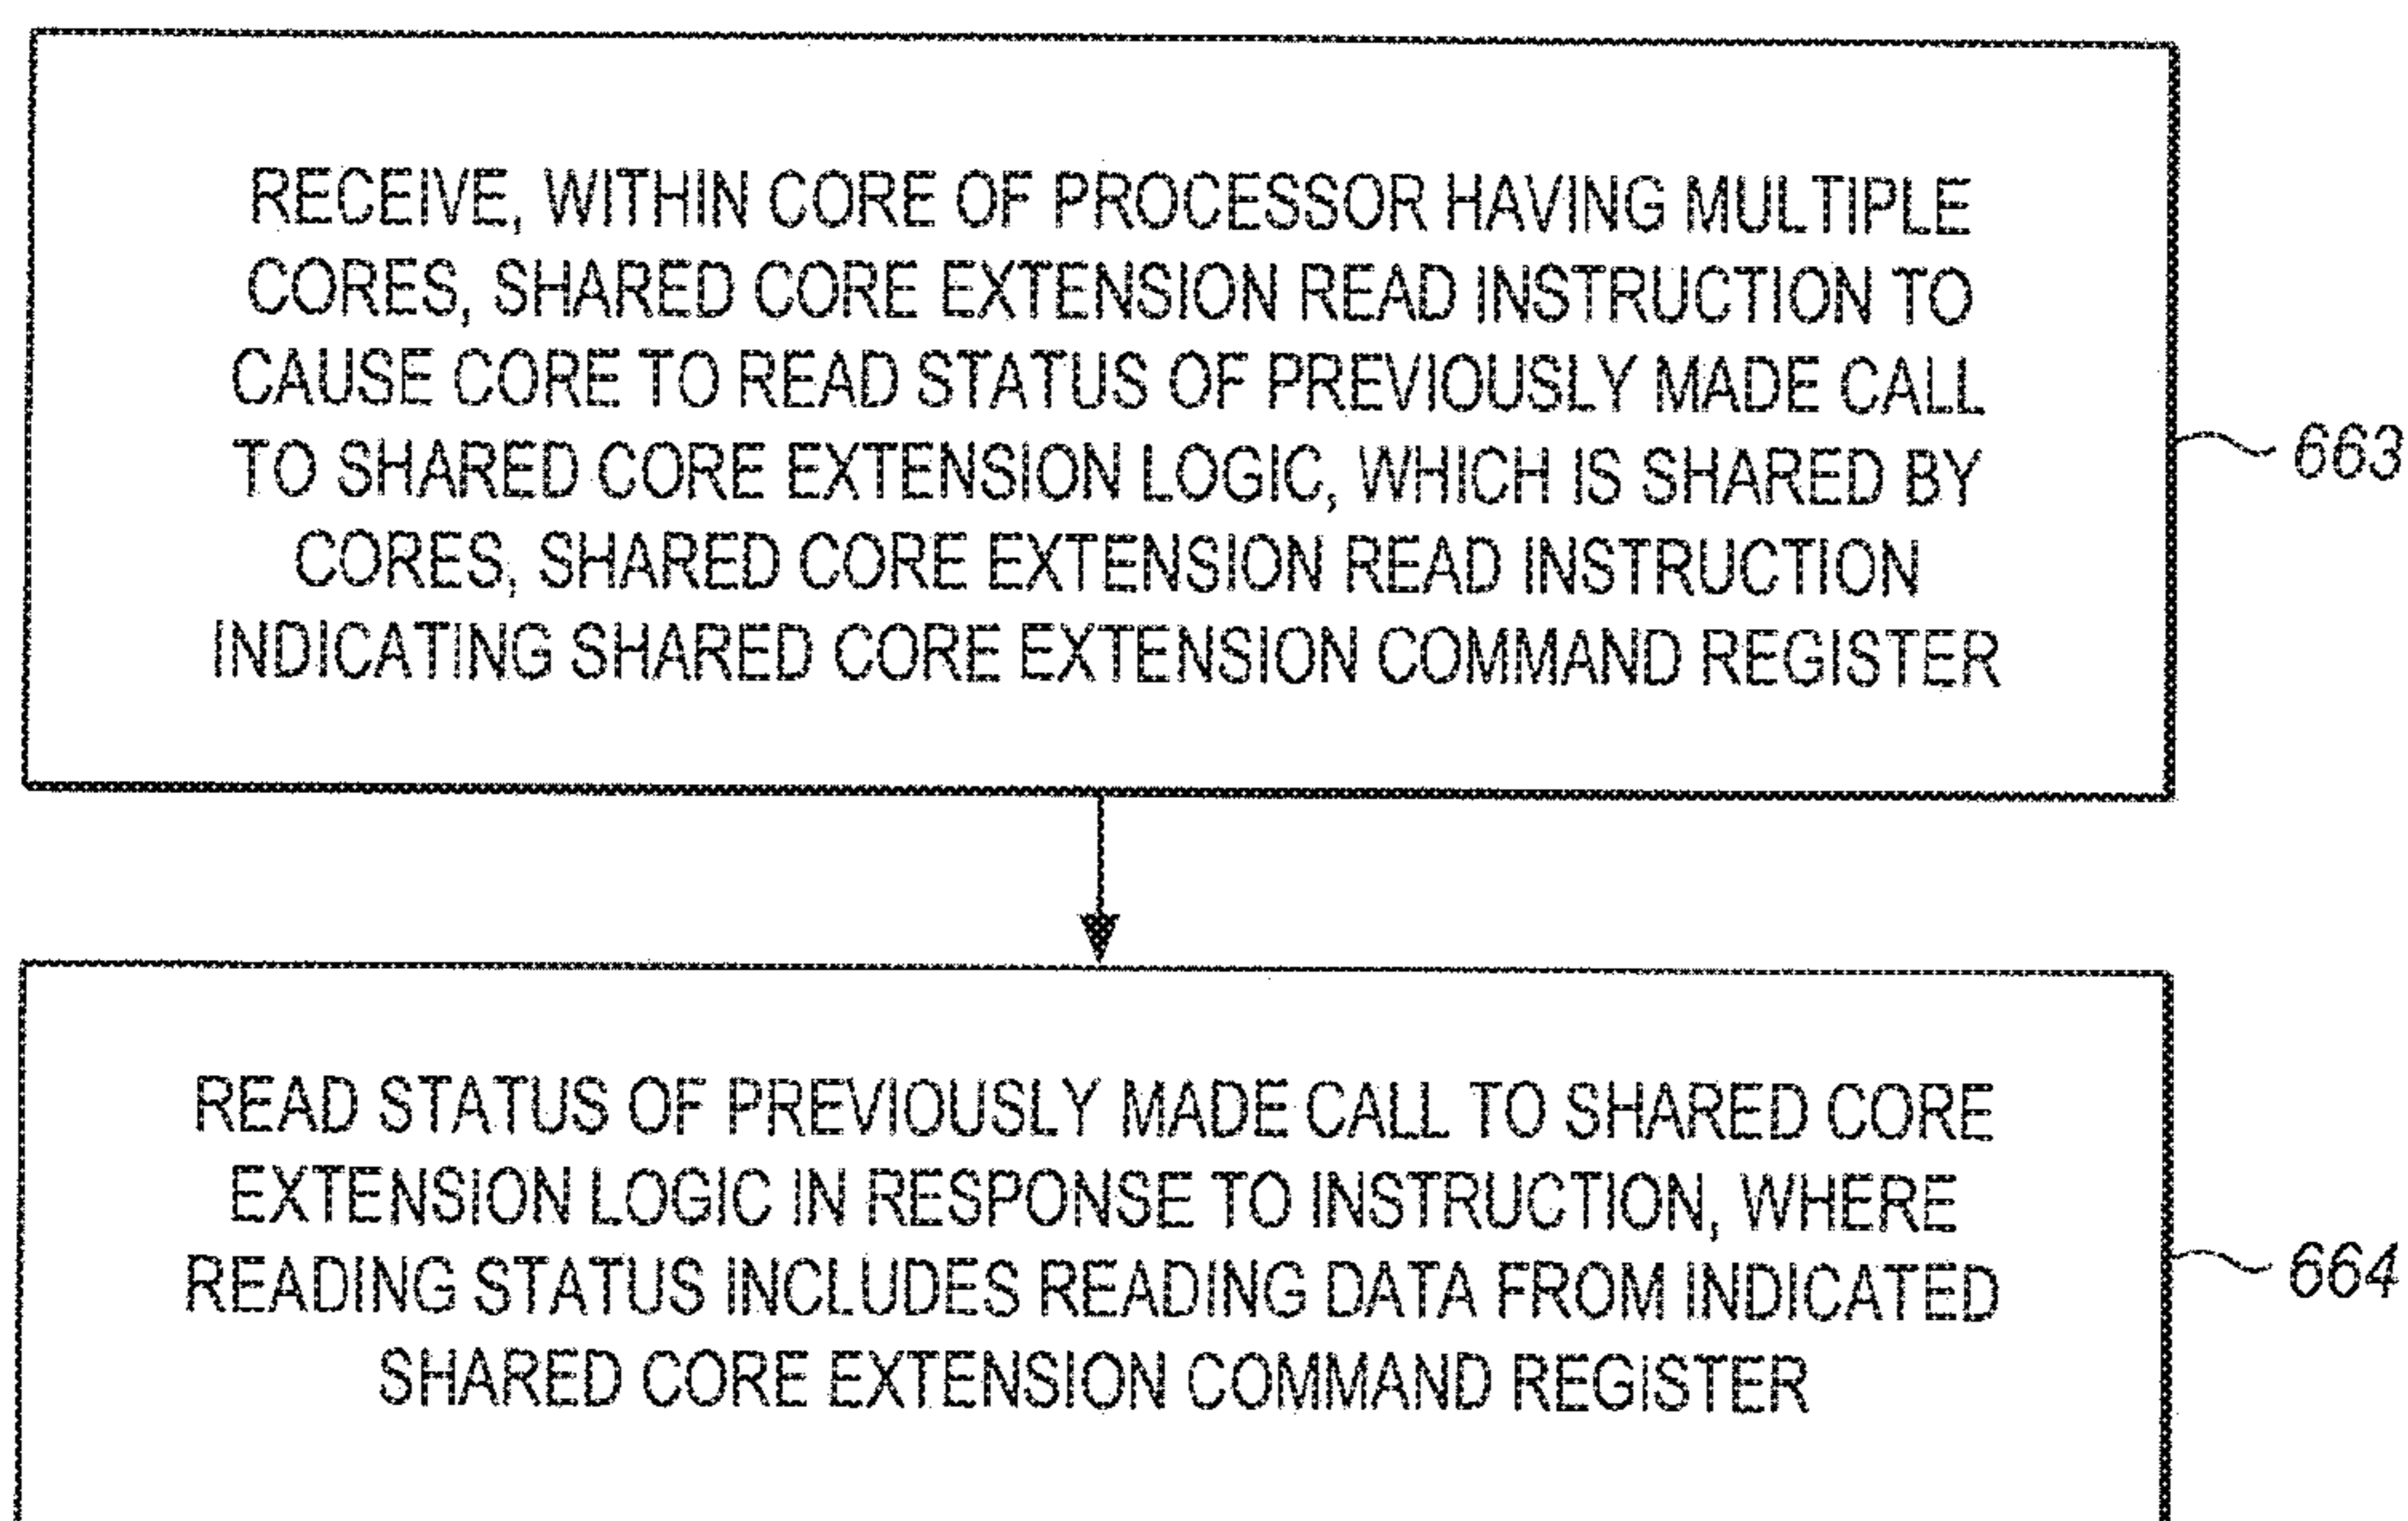 RECEIVE, WITHIN CORE OF PROCESSOR HAVING MULTIPLE
CORES, SHARED CORE EXTENSION READ INSTRUCTION TO
CAUSE CORE TO READ STATUS OF PREVIOUSLY MADE CALL
TO SHARED CORE EXTENSION LOGIC, WHICH IS SHARED BY
CORES, SHARED CORE EXTENSION READ INSTRUCTION
INDICATING SHARED CORE EXTENSION COMMAND REGISTER
663
READ STATUS OF PREVIOUSLY MADE CALL TO SHARED CORE
EXTENSION LOGIC IN RESPONSE TO INSTRUCTION, WHERE
READING STATUS INCLUDES READING DATA FROM INDICATED
SHARED CORE EXTENSION COMMAND REGISTER
664